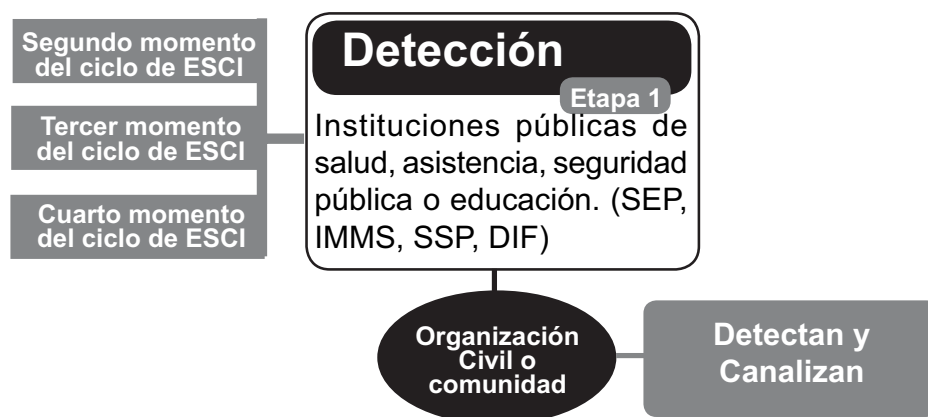 Segundo momento
del ciclo de ESCI
Tercer momento
del ciclo de ESCI
Cuarto momento
del ciclo de ESCI
Detección
Etapa 1
Instituciones públicas de
salud, asistencia, seguridad
pública o educación. (SEP,
IMMS, SSP, DIF)
Organización
Civil o
comunidad
Detectan y
Canalizan